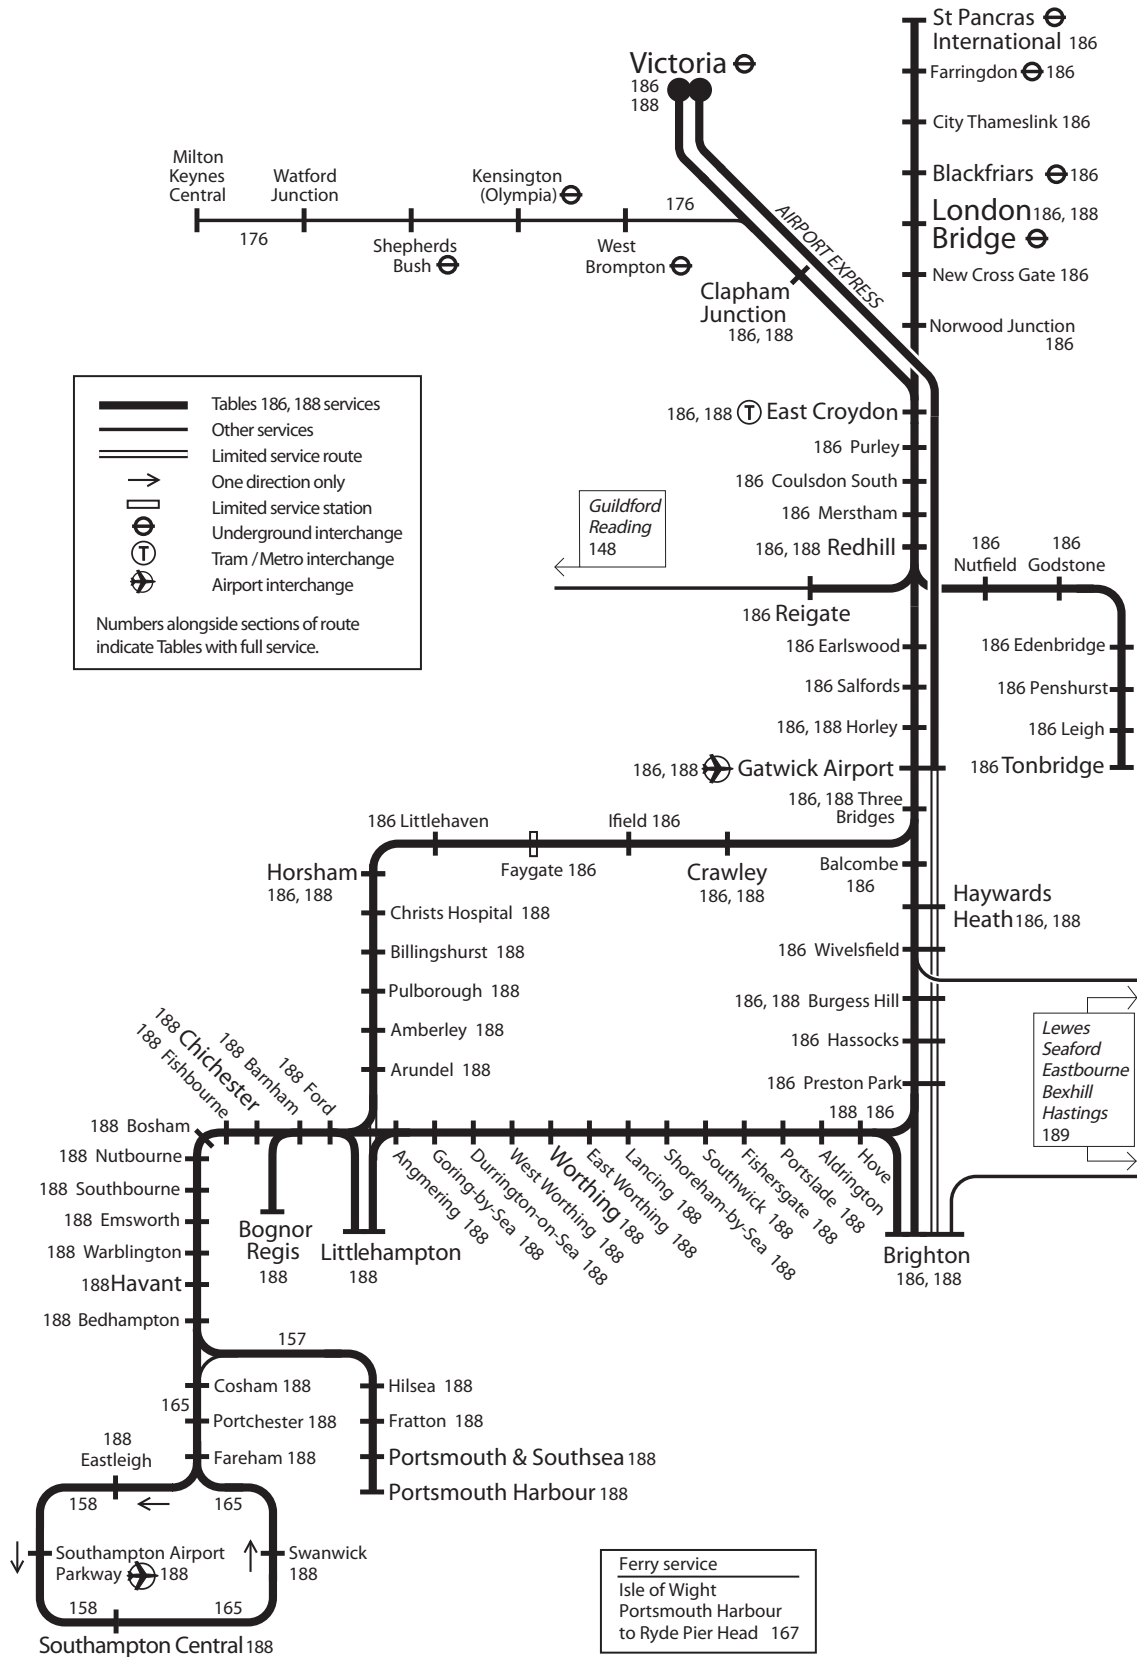 St Pancras
International 186
Farringdon 186
City Thameslink 186
Blackfriars 186
London 186, 188
Bridge
New Cross Gate 186
Norwood Junction
186
Victoria
186
188
AIRPORT EXPRESS
Milton
Keynes
Central
Watford
Junction
Kensington
(Olympia)
176
176
Shepherds
Bush
West
Brompton
Clapham
Junction
186, 188
Tables 186, 188 services
Other services
Limited service route
One direction only
Limited service station
Underground interchange
T Tram / Metro interchange
Airport interchange
Numbers alongside sections of route
indicate Tables with full service.
186, 188 T East Croydon
186 Purley
186 Coulsdon South
186 Merstham
186, 188 Redhill
Guildford
Reading
148
186
Nutfield
186
Godstone
186 Reigate
186 Earlswood
186 Salfords
186, 188 Horley
186, 188 Gatwick Airport
186 Edenbridge
186 Penshurst
186 Leigh
186 Tonbridge
186, 188 Three
Bridges
186 Littlehaven
Ifield 186
Faygate 186
Crawley
186, 188
Horsham
186, 188
Balcombe
186
Haywards
Heath 186, 188
186 Wivelsfield
186, 188 Burgess Hill
186 Hassocks
186 Preston Park
188 186
Lewes
Seaford
Eastbourne
Bexhill
Hastings
189
Christs Hospital 188
Billingshurst 188
Pulborough 188
Amberley 188
Arundel 188
188 Ford
188 Barnham
188 Chichester
188 Fishbourne
188 Bosham
188 Nutbourne
188 Southbourne
188 Emsworth
188 Warblington
188 Havant
188 Bedhampton
Bognor
Regis
188
Littlehampton
188
Angmering 188
Goring-by-Sea 188
Durrington-on-Sea 188
West Worthing 188
Worthing 188
East Worthing 188
Lancing 188
Shoreham-by-Sea 188
Southwick 188
Fishersgate 188
Portslade 188
Aldrington
Hove
Brighton
186, 188
157
Cosham 188
165
Portchester 188
Fareham 188
Hilsea 188
Fratton 188
Portsmouth & Southsea 188
Portsmouth Harbour 188
188
Eastleigh
158
165
Southampton Airport
Parkway 188
Swanwick
188
158
165
Southampton Central 188
Ferry service
Isle of Wight
Portsmouth Harbour
to Ryde Pier Head 167